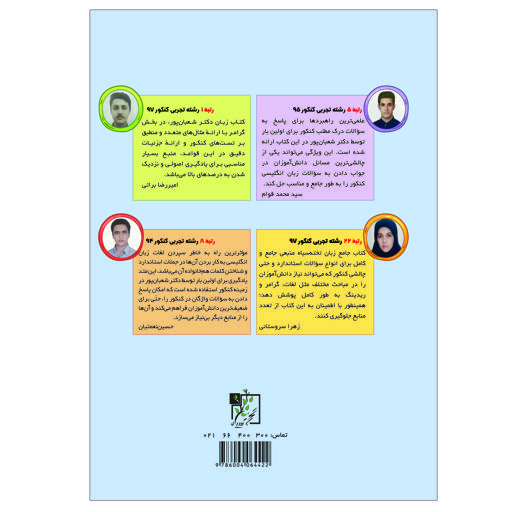 رتبه ۵ رشته تجربی کنکور ۹۵
علمی‌ترین راهبردها برای پاسخ به
سؤالات درک مطلب کنکور برای اولین بار
توسط دکتر شعبان‌پور در این کتاب ارائه
شده است. این ویژگی می‌تواند یکی از
چالشی‌ترین مسائل دانش‌آموزان در
جواب دادن به سؤالات زبان انگلیسی
کنکور را به طور جامع و مناسب حل کند.
سید محمد قوام
رتبه ۱ رشته تجربی کنکور ۹۷
کتاب زبان دکتر شعبان‌پور، در بخش
گرامر با ارائهٔ مثال‌های متعدد و منطبق
بر تست‌های کنکور و ارائهٔ جزئیات
دقیق در این قواعد، منبع بسیار
مناسبی برای یادگیری اصولی و نزدیک
شدن به درصدهای بالا می‌باشد.
امیررضا براتی
رتبه ۲۲ رشته تجربی کنکور ۹۷
کتاب جامع زبان تخته‌سیاه منبعی جامع و
کامل برای انواع سؤالات استاندارد و حتی
چالشی کنکور که می‌تواند نیاز دانش‌آموزان
را در مباحث مختلف مثل لغات، گرامر و
ریدینگ به طور کامل پوشش دهد؛
همینطور با اطمینان به این کتاب از تعدد
منابع جلوگیری کنند.
زهرا سروستانی
رتبه ۸ رشته تجربی کنکور ۹۴
مؤثرترین راه به خاطر سپردن لغات زبان
انگلیسی به‌کار بردن آن‌ها در جملات استاندارد
و شناختن کلمات هم‌خانواده آن می‌باشد. این متد
یادگیری برای اولین بار توسط دکتر شعبان‌پور در
زمینه کنکور استفاده شده است که امکان پاسخ
دادن به سؤالات واژگان در کنکور را، حتّی برای
ضعیف‌ترین دانش‌آموزان فراهم می‌کند و آن‌ها
را از منابع دیگر بی‌نیاز می‌سازد.
حسین نعمتیان
تماس: ۳۰۰ ۴۰۰ ۶۶ ۰۲۱
9 786004 064422